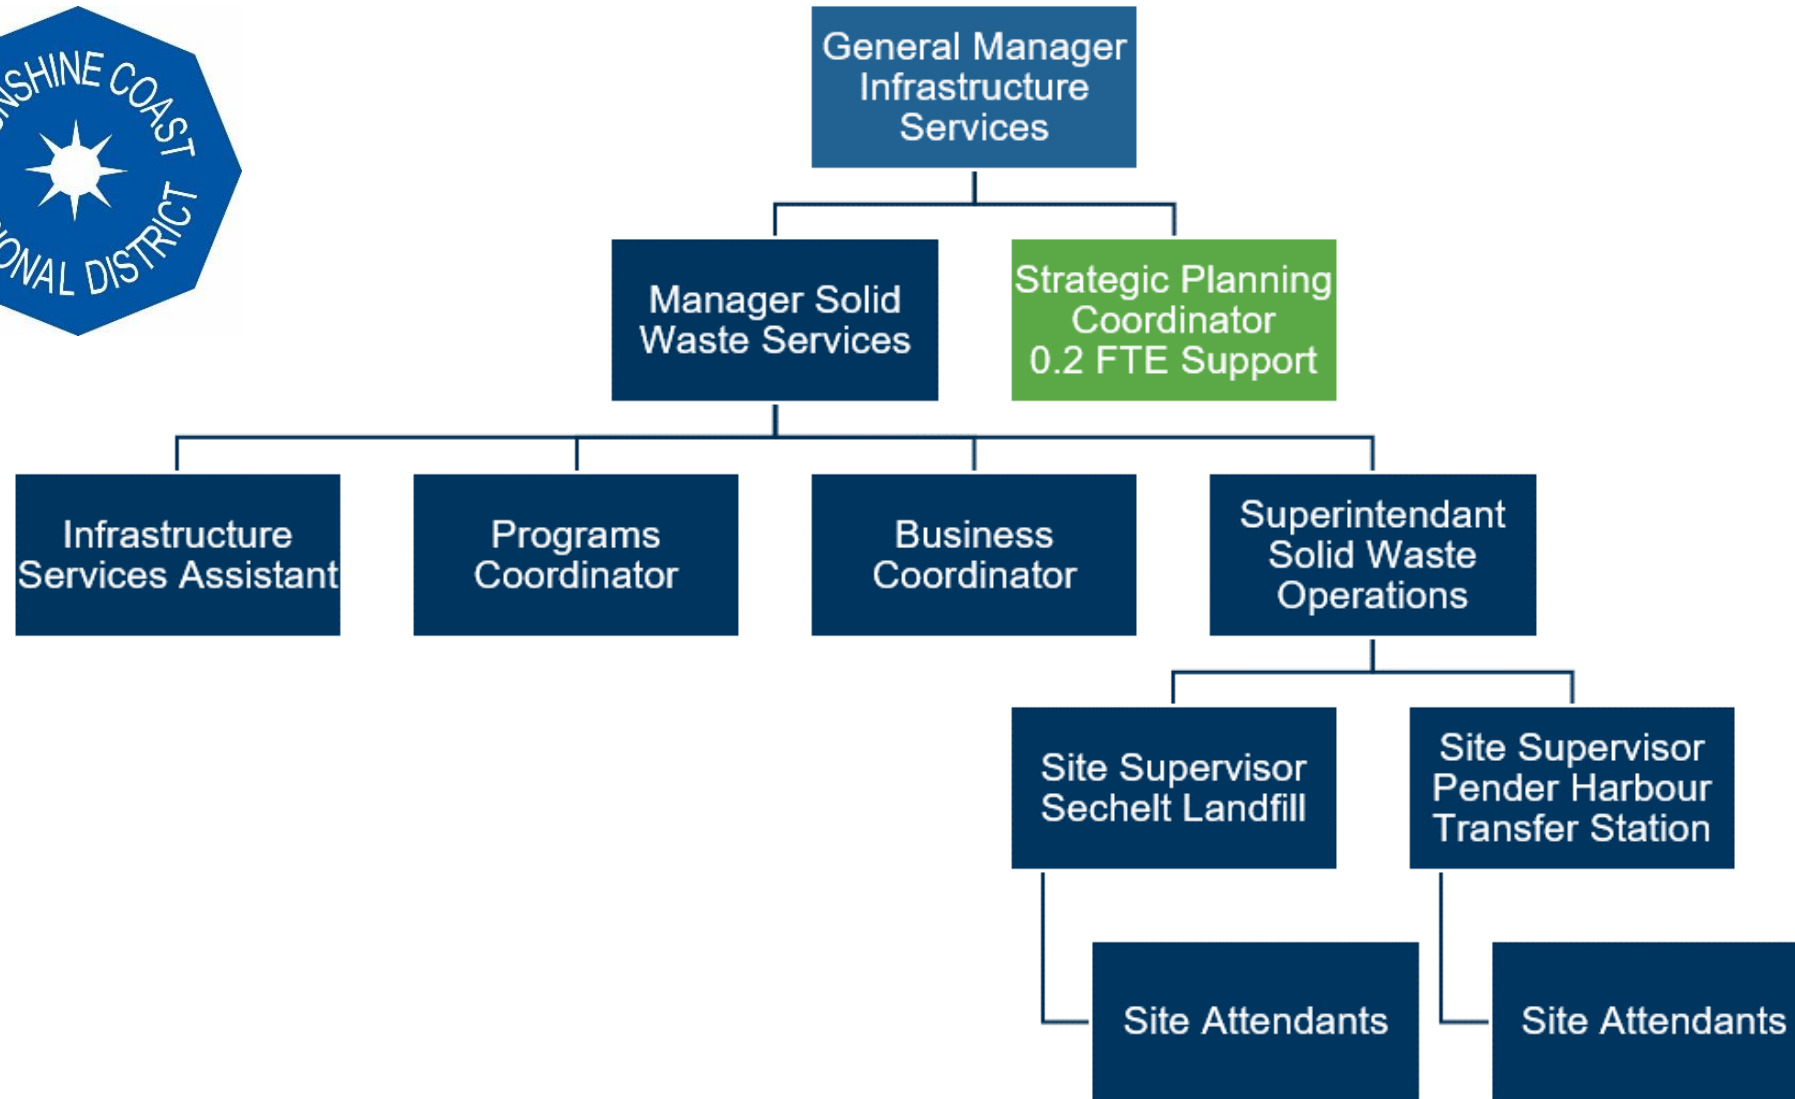 COAST
DISTRICT
General Manager
Infrastructure
Services
Manager Solid
Waste Services
Strategic Planning
Coordinator
0.2 FTE Support
Infrastructure
Services Assistant
Programs
Coordinator
Business
Coordinator
Superintendant
Solid Waste
Operations
Site Supervisor
Sechelt Landfill
Site Supervisor
Pender Harbour
Transfer Station
Site Attendants
Site Attendants